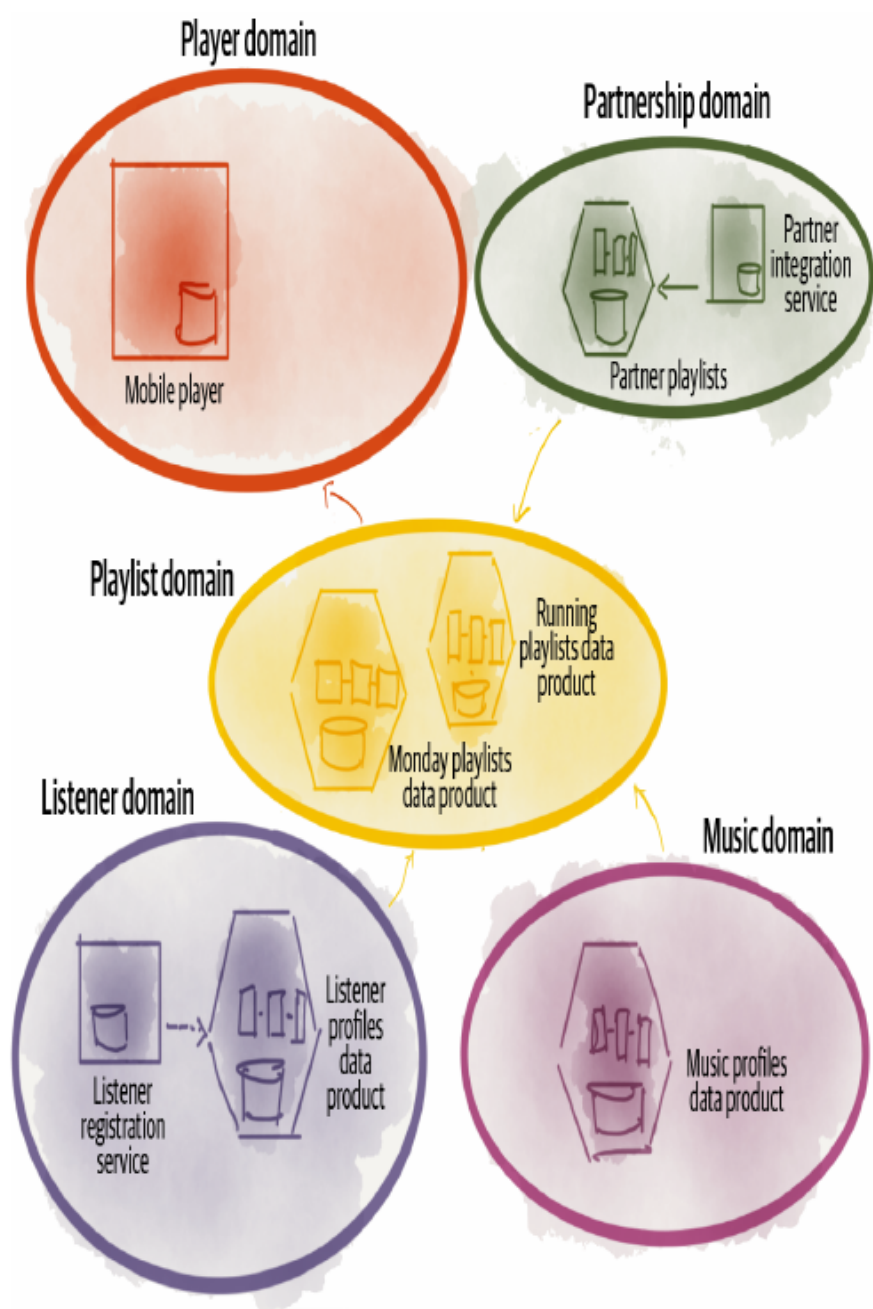 Player domain
Partnership domain
Partner
integration
service
Mobile player
Partner playlists
Playlist domain
Running
playlists data
product
Monday playlists
data product
Listener domain
Music domain
Listener
profiles
data
product
Listener
registration
service
Music profiles
data product